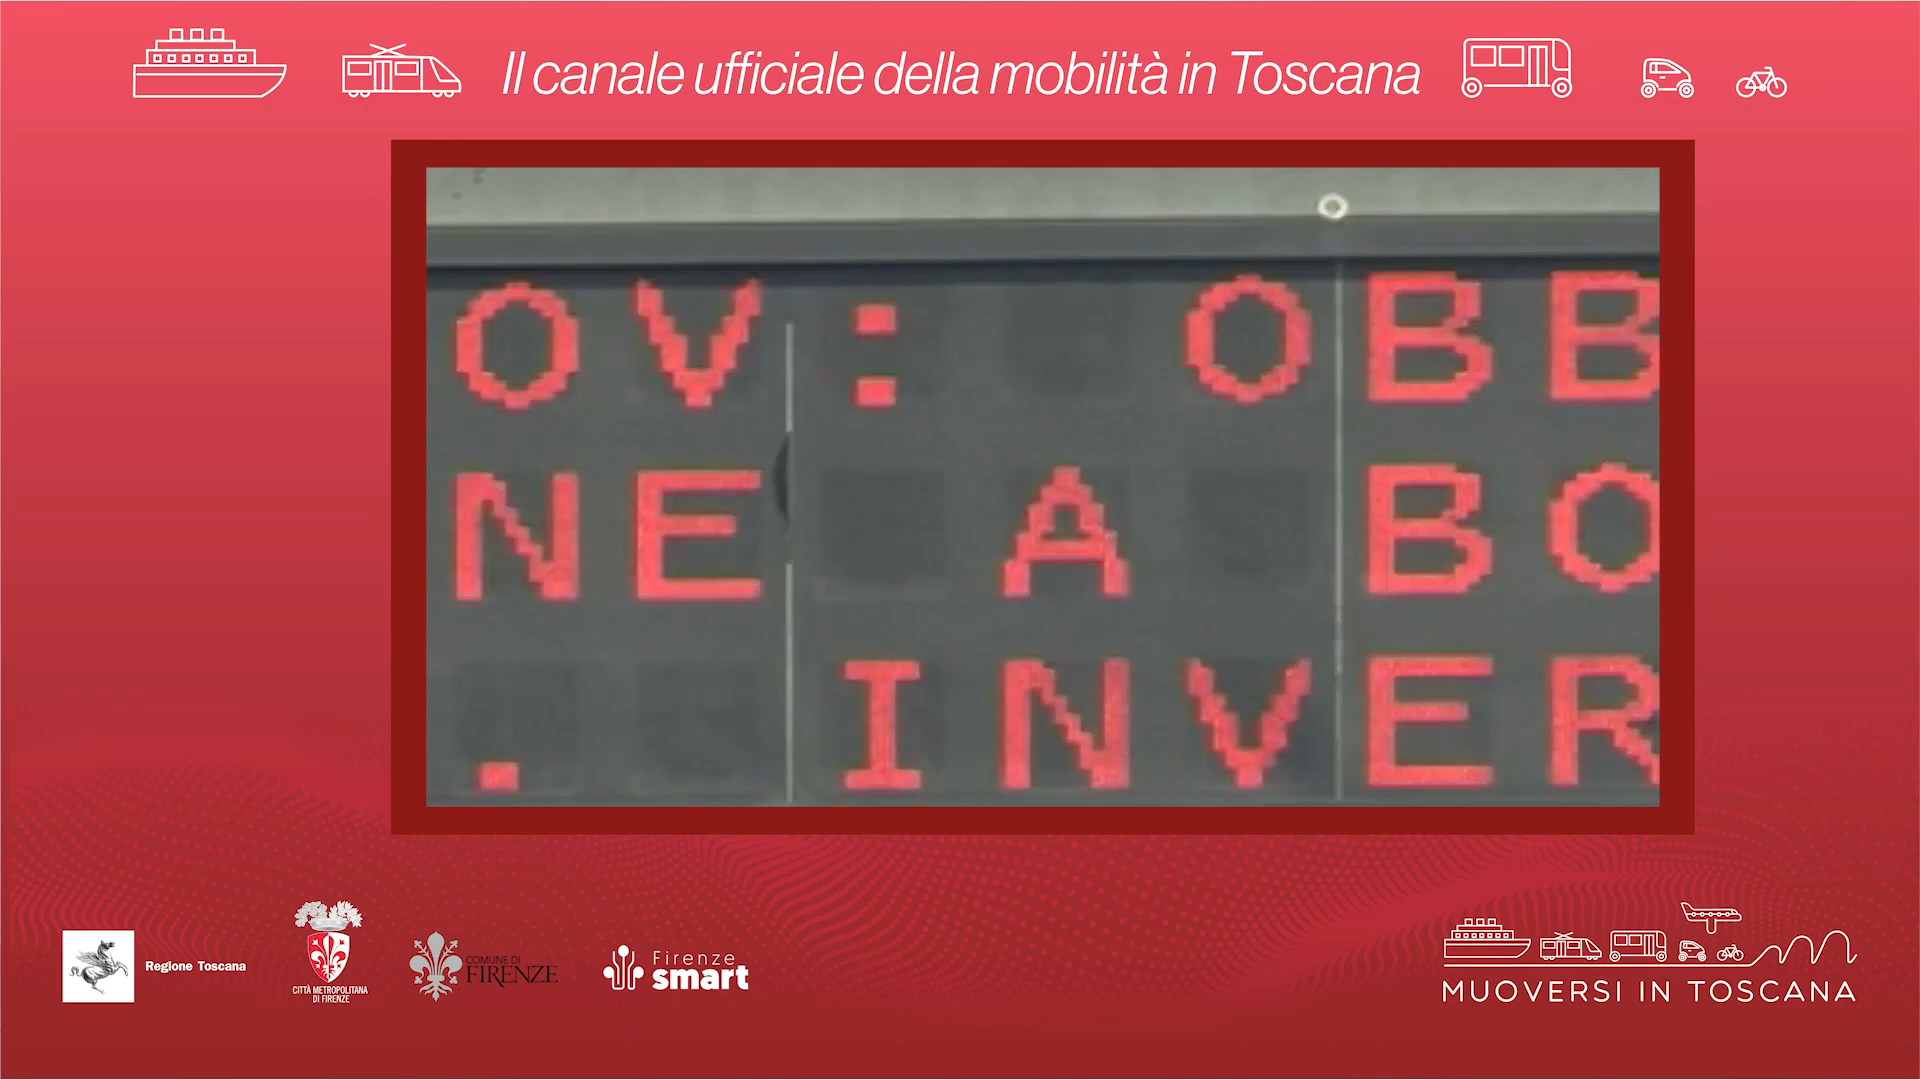 Il canale ufficiale della mobilità in Toscana
OV: OBB
NE A BO
. INVER
Regione Toscana
CITTÀ METROPOLITANA
DI FIRENZE
COMUNE DI
FIRENZE
Firenze
smart
MUOVERSI IN TOSCANA